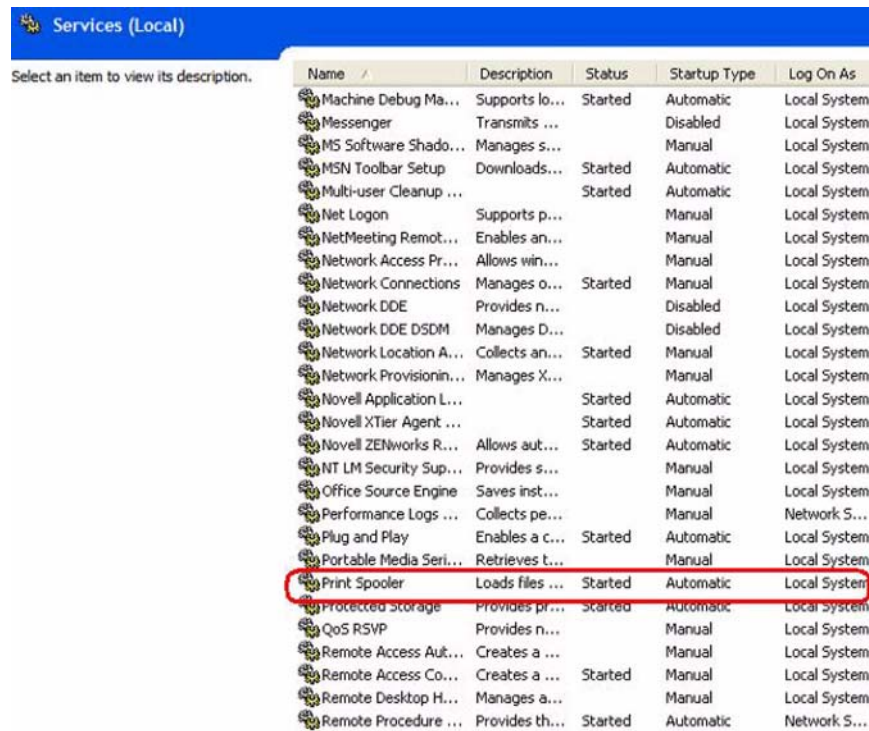 Services (Local)
Select an item to view its description.
Name Description Status Startup Type Log On As
Machine Debug Ma... Supports lo... Started Automatic Local System
Messenger Transmits ... Disabled Local System
MS Software Shado... Manages s... Manual Local System
MSN Toolbar Setup Downloads... Started Automatic Local System
Multi-user Cleanup ... Started Automatic Local System
Net Logon Supports p... Manual Local System
NetMeeting Remot... Enables an... Manual Local System
Network Access Pr... Allows win... Manual Local System
Network Connections Manages o... Started Manual Local System
Network DDE Provides n... Disabled Local System
Network DDE DSDM Manages D... Disabled Local System
Network Location A... Collects an... Started Manual Local System
Network Provisionin... Manages X... Manual Local System
Novell Application L... Started Automatic Local System
Novell XTier Agent ... Started Automatic Local System
Novell ZENworks R... Allows aut... Started Automatic Local System
NT LM Security Sup... Provides s... Manual Local System
Office Source Engine Saves inst... Manual Local System
Performance Logs ... Collects pe... Manual Network S...
Plug and Play Enables a c... Started Automatic Local System
Portable Media Seri... Retrieves t... Manual Local System
Print Spooler Loads files ... Started Automatic Local System
Protected Storage Provides pr... Started Automatic Local System
QoS RSVP Provides n... Manual Local System
Remote Access Aut... Creates a ... Manual Local System
Remote Access Co... Creates a ... Started Manual Local System
Remote Desktop H... Manages a... Manual Local System
Remote Procedure ... Provides th... Started Automatic Network S...